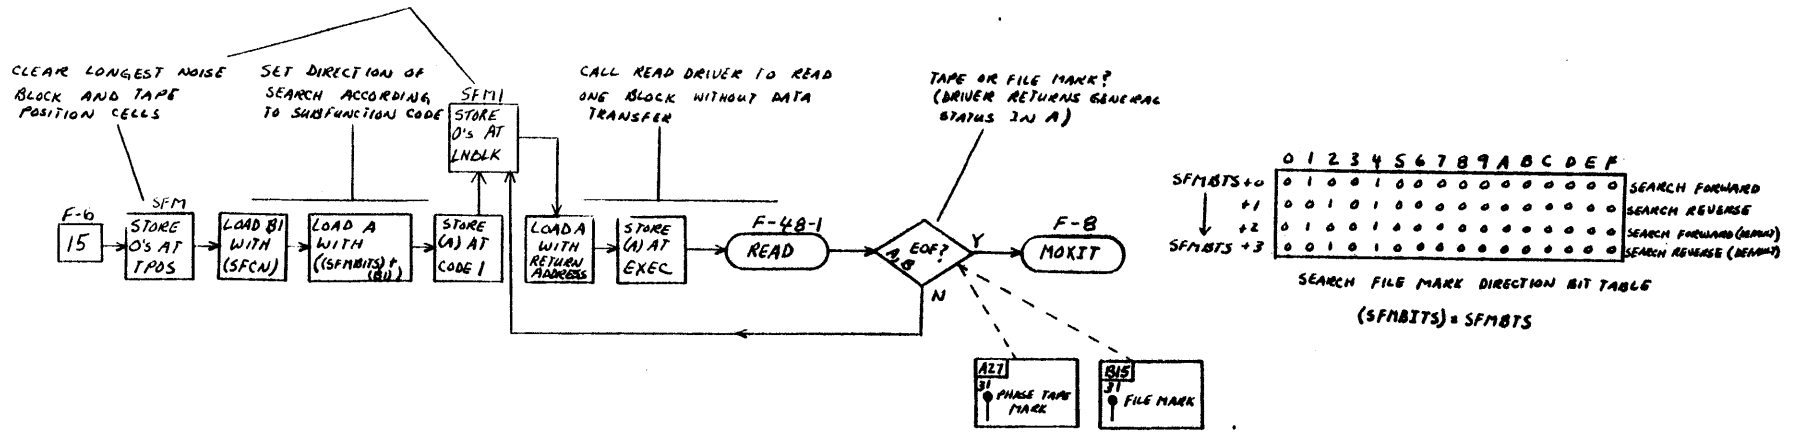 CLEAR LONGEST NOISE
BLOCK AND TAPE
POSITION CELLS
SET DIRECTION OF
SEARCH ACCORDING
TO SUBFUNCTION CODE
SFM1
STORE
0's AT
LNBLK
CALL READ DRIVER TO READ
ONE BLOCK WITHOUT DATA
TRANSFER
TAPE OR FILE MARK?
(DRIVER RETURNS GENERAL
STATUS IN A)
F-6
15
SFM
STORE
0's AT
TPOS
LOAD B1
WITH
(SFCN)
LOAD A
WITH
((SFMBITS)+
(B1))
STORE
(A) AT
CODE 1
LOAD A
WITH
RETURN
ADDRESS
STORE
(A) AT
EXEC
F-48-1
READ
EOF?
A,B
Y
N
F-8
MOXIT
A27
31
PHASE TAPE
MARK
B15
31
FILE MARK
0 1 2 3 4 5 6 7 8 9 A B C D E F
SFMBTS +0 0 1 0 0 1 0 0 0 0 0 0 0 0 0 0 0 SEARCH FORWARD
+1 0 0 1 0 1 0 0 0 0 0 0 0 0 0 0 0 SEARCH REVERSE
+2 0 1 0 0 1 0 0 0 0 0 0 0 0 0 0 0 SEARCH FORWARD
SFMBTS +3 0 0 1 0 1 0 0 0 0 0 0 0 0 0 0 0 SEARCH REVERSE
SEARCH FILE MARK DIRECTION BIT TABLE
(SFMBITS) = SFMBTS